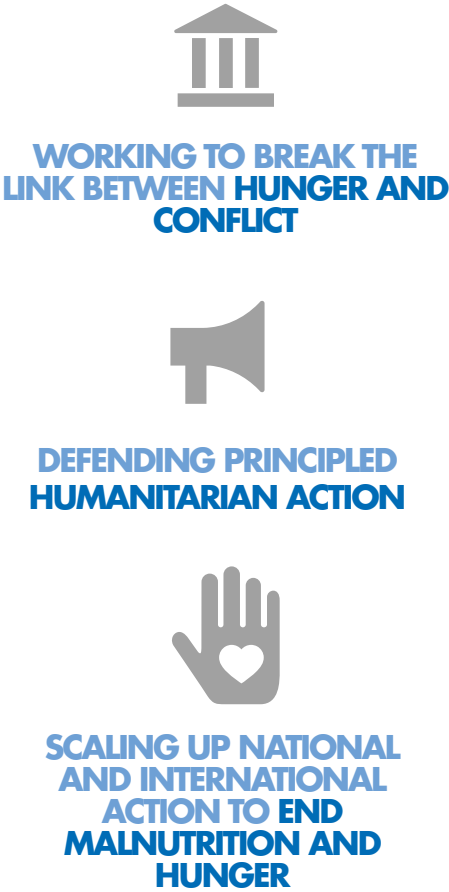 WORKING TO BREAK THE
LINK BETWEEN HUNGER AND
CONFLICT
DEFENDING PRINCIPLED
HUMANITARIAN ACTION
SCALING UP NATIONAL
AND INTERNATIONAL
ACTION TO END
MALNUTRITION AND
HUNGER